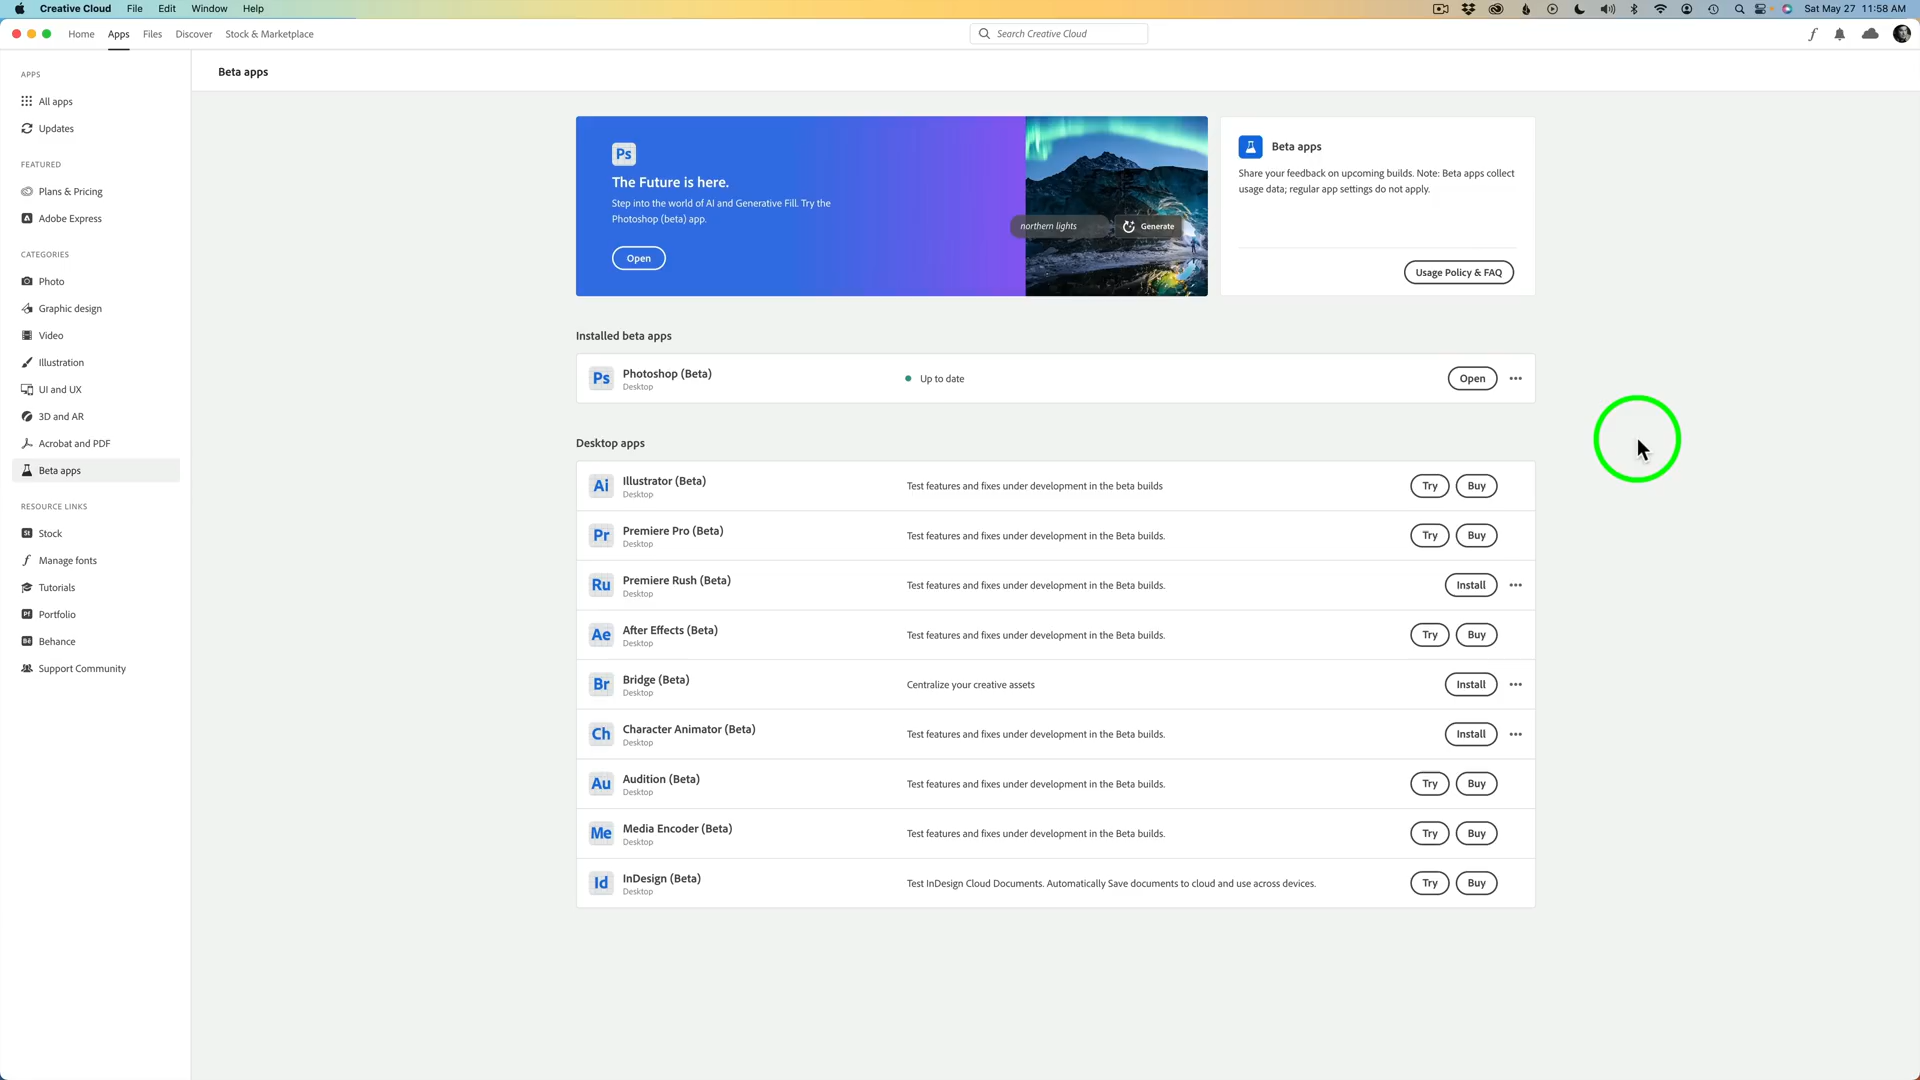 Creative Cloud File Edit Window Help
Sat May 27 11:58 AM
Home Apps Files Discover Stock & Marketplace
Search Creative Cloud
APPS
All apps
Updates
FEATURED
Plans & Pricing
Adobe Express
CATEGORIES
Photo
Graphic design
Video
Illustration
UI and UX
3D and AR
Acrobat and PDF
Beta apps
RESOURCE LINKS
St Stock
Manage fonts
Tutorials
Pf Portfolio
Bē Behance
Support Community
Beta apps
Ps
The Future is here.
Step into the world of AI and Generative Fill. Try the
Photoshop (beta) app.
Open
northern lights
Generate
Beta apps
Share your feedback on upcoming builds. Note: Beta apps collect
usage data; regular app settings do not apply.
Usage Policy & FAQ
Installed beta apps
Ps Photoshop (Beta) Up to date Open
Desktop
Desktop apps
Ai Illustrator (Beta) Test features and fixes under development in the beta builds Try Buy
Desktop
Pr Premiere Pro (Beta) Test features and fixes under development in the Beta builds. Try Buy
Desktop
Ru Premiere Rush (Beta) Test features and fixes under development in the Beta builds. Install
Desktop
Ae After Effects (Beta) Test features and fixes under development in the Beta builds. Try Buy
Desktop
Br Bridge (Beta) Centralize your creative assets Install
Desktop
Ch Character Animator (Beta) Test features and fixes under development in the Beta builds. Install
Desktop
Au Audition (Beta) Test features and fixes under development in the Beta builds. Try Buy
Desktop
Me Media Encoder (Beta) Test features and fixes under development in the Beta builds. Try Buy
Desktop
Id InDesign (Beta) Test InDesign Cloud Documents. Automatically Save documents to cloud and use across devices. Try Buy
Desktop